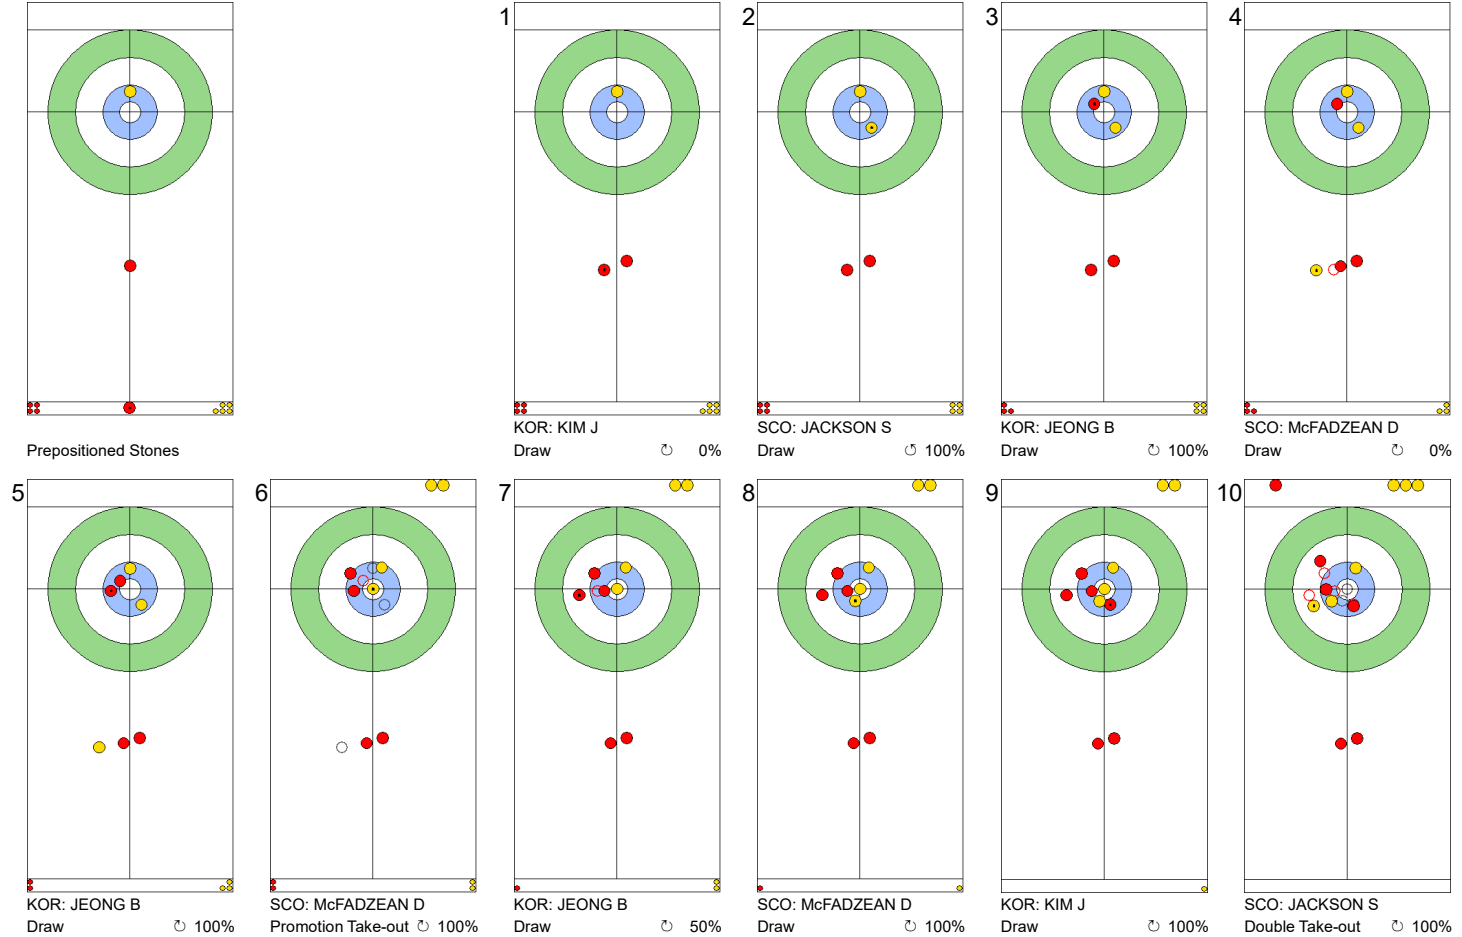 1
2
3
4
Prepositioned Stones
KOR: KIM J
Draw ↻ 0%
SCO: JACKSON S
Draw ↺ 100%
KOR: JEONG B
Draw ↻ 100%
SCO: McFADZEAN D
Draw ↻ 0%
5
6
7
8
9
10
KOR: JEONG B
Draw ↻ 100%
SCO: McFADZEAN D
Promotion Take-out ↻ 100%
KOR: JEONG B
Draw ↻ 50%
SCO: McFADZEAN D
Draw ↻ 100%
KOR: KIM J
Draw ↻ 100%
SCO: JACKSON S
Double Take-out ↻ 100%